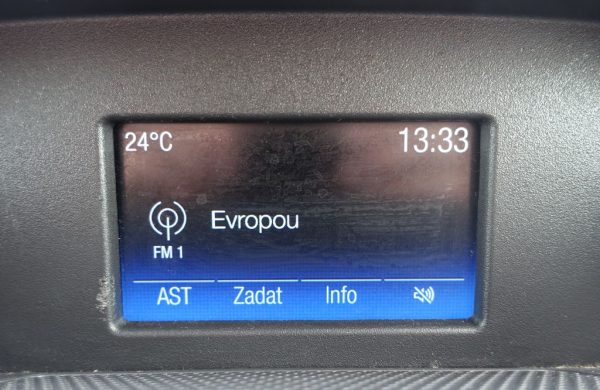 24°C 13:33
Evropou
FM 1
AST Zadat Info